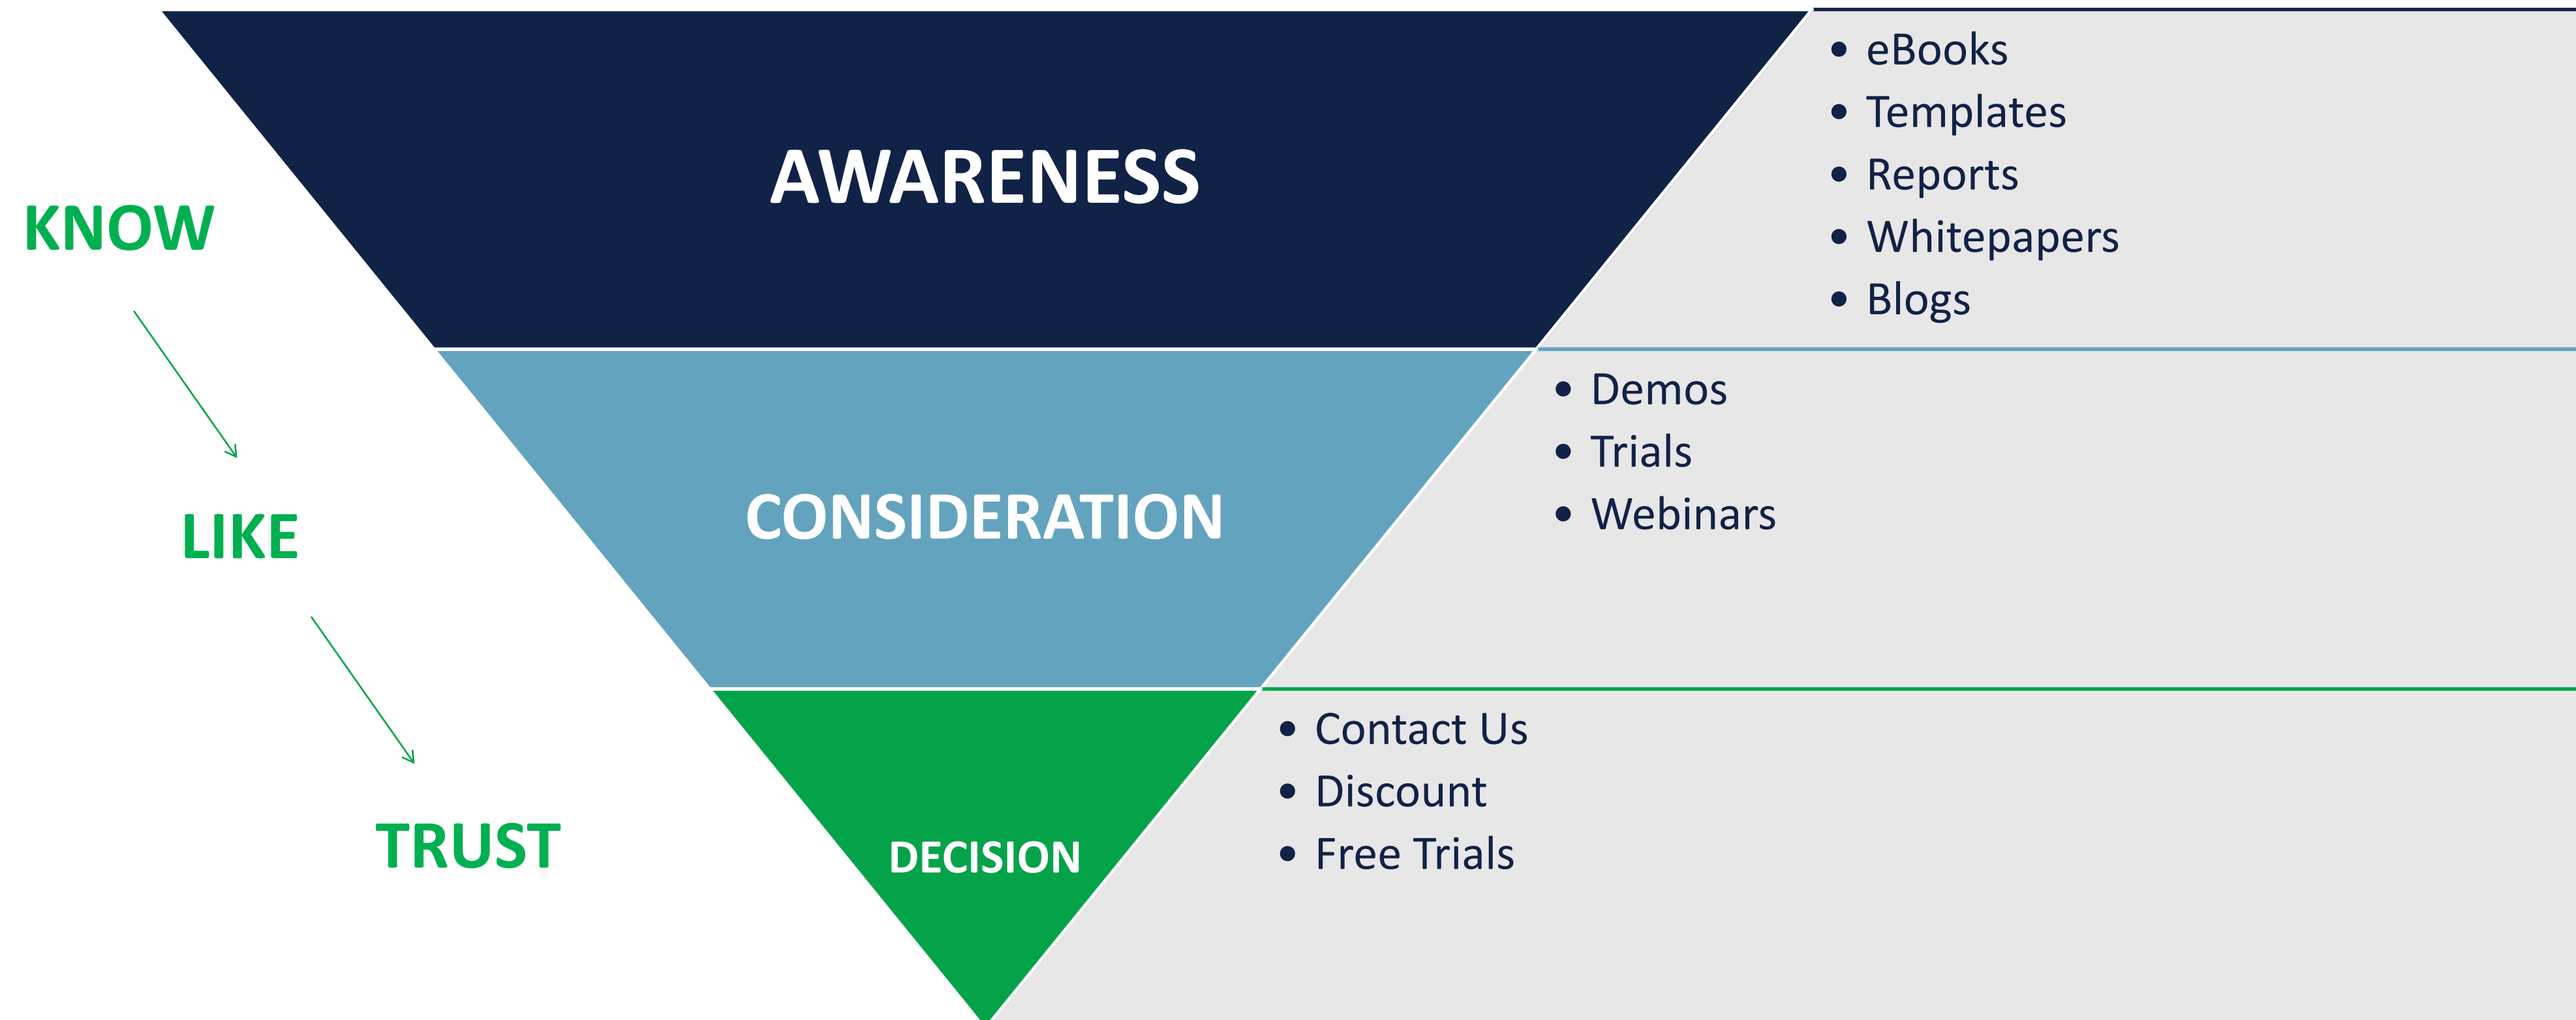 KNOW
LIKE
TRUST
AWARENESS
• eBooks
• Templates
• Reports
• Whitepapers
• Blogs
CONSIDERATION
• Demos
• Trials
• Webinars
DECISION
• Contact Us
• Discount
• Free Trials